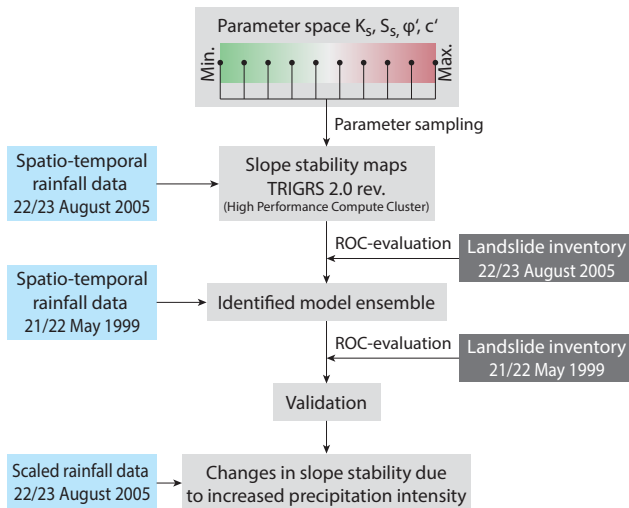 Parameter space Ks, Ss, φ‘, c‘
Min.
Max.
Parameter sampling
Spatio-temporal
rainfall data
22/23 August 2005
Slope stability maps
TRIGRS 2.0 rev.
(High Performance Compute Cluster)
ROC-evaluation
Landslide inventory
22/23 August 2005
Spatio-temporal
rainfall data
21/22 May 1999
Identified model ensemble
ROC-evaluation
Landslide inventory
21/22 May 1999
Validation
Scaled rainfall data
22/23 August 2005
Changes in slope stability due
to increased precipitation intensity